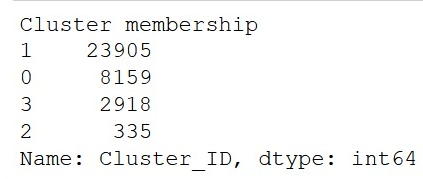 Cluster membership
1 23905
0 8159
3 2918
2 335
Name: Cluster_ID, dtype: int64